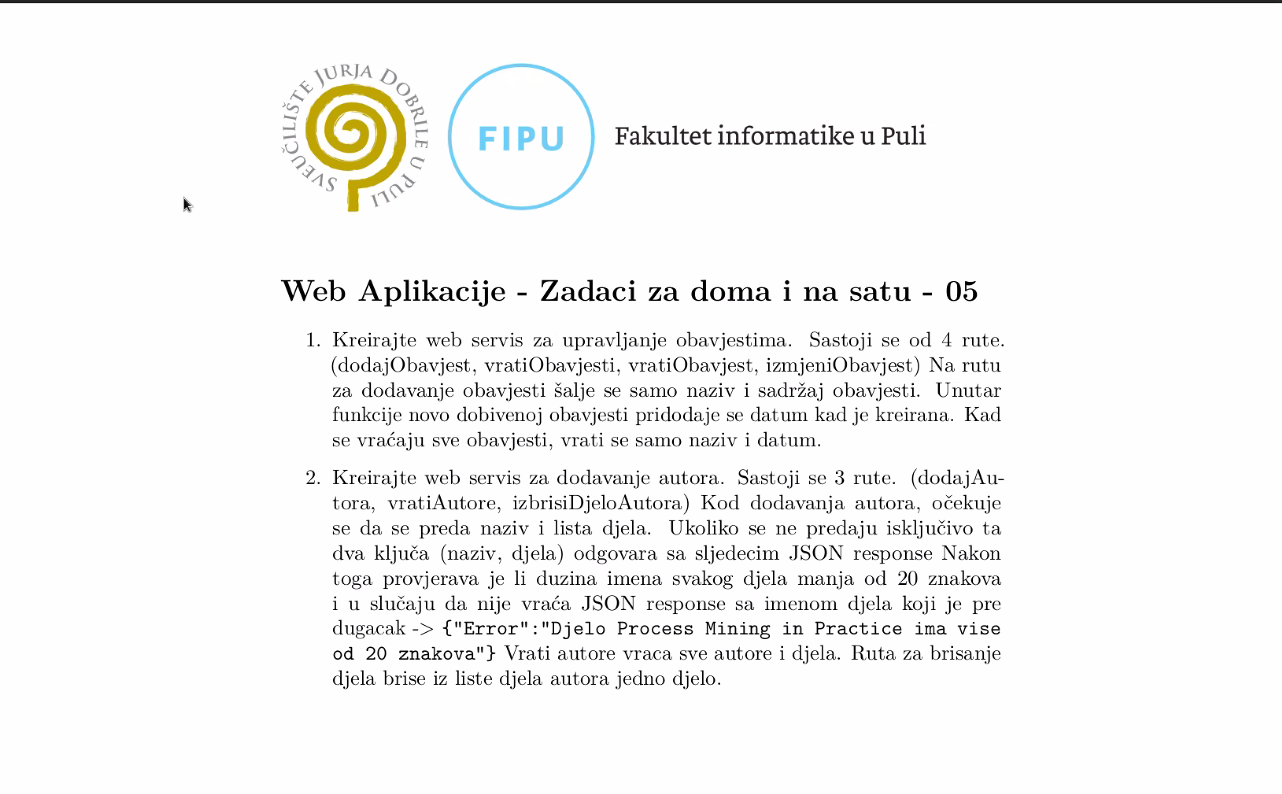 SVEUČILIŠTE JURJA DOBRILE U PULI
FIPU
Fakultet informatike u Puli
Web Aplikacije - Zadaci za doma i na satu - 05
1. Kreirajte web servis za upravljanje obavjestima. Sastoji se od 4 rute.
(dodajObavjest, vratiObavjesti, vratiObavjest, izmjeniObavjest) Na rutu
za dodavanje obavjesti šalje se samo naziv i sadržaj obavjesti. Unutar
funkcije novo dobivenoj obavjesti pridodaje se datum kad je kreirana. Kad
se vraćaju sve obavjesti, vrati se samo naziv i datum.
2. Kreirajte web servis za dodavanje autora. Sastoji se 3 rute. (dodajAu-
tora, vratiAutore, izbrisiDjeloAutora) Kod dodavanja autora, očekuje
se da se preda naziv i lista djela. Ukoliko se ne predaju isključivo ta
dva ključa (naziv, djela) odgovara sa sljedecim JSON response Nakon
toga provjerava je li duzina imena svakog djela manja od 20 znakova
i u slučaju da nije vraća JSON response sa imenom djela koji je pre
dugacak -> {"Error":"Djelo Process Mining in Practice ima vise
od 20 znakova"} Vrati autore vraca sve autore i djela. Ruta za brisanje
djela brise iz liste djela autora jedno djelo.